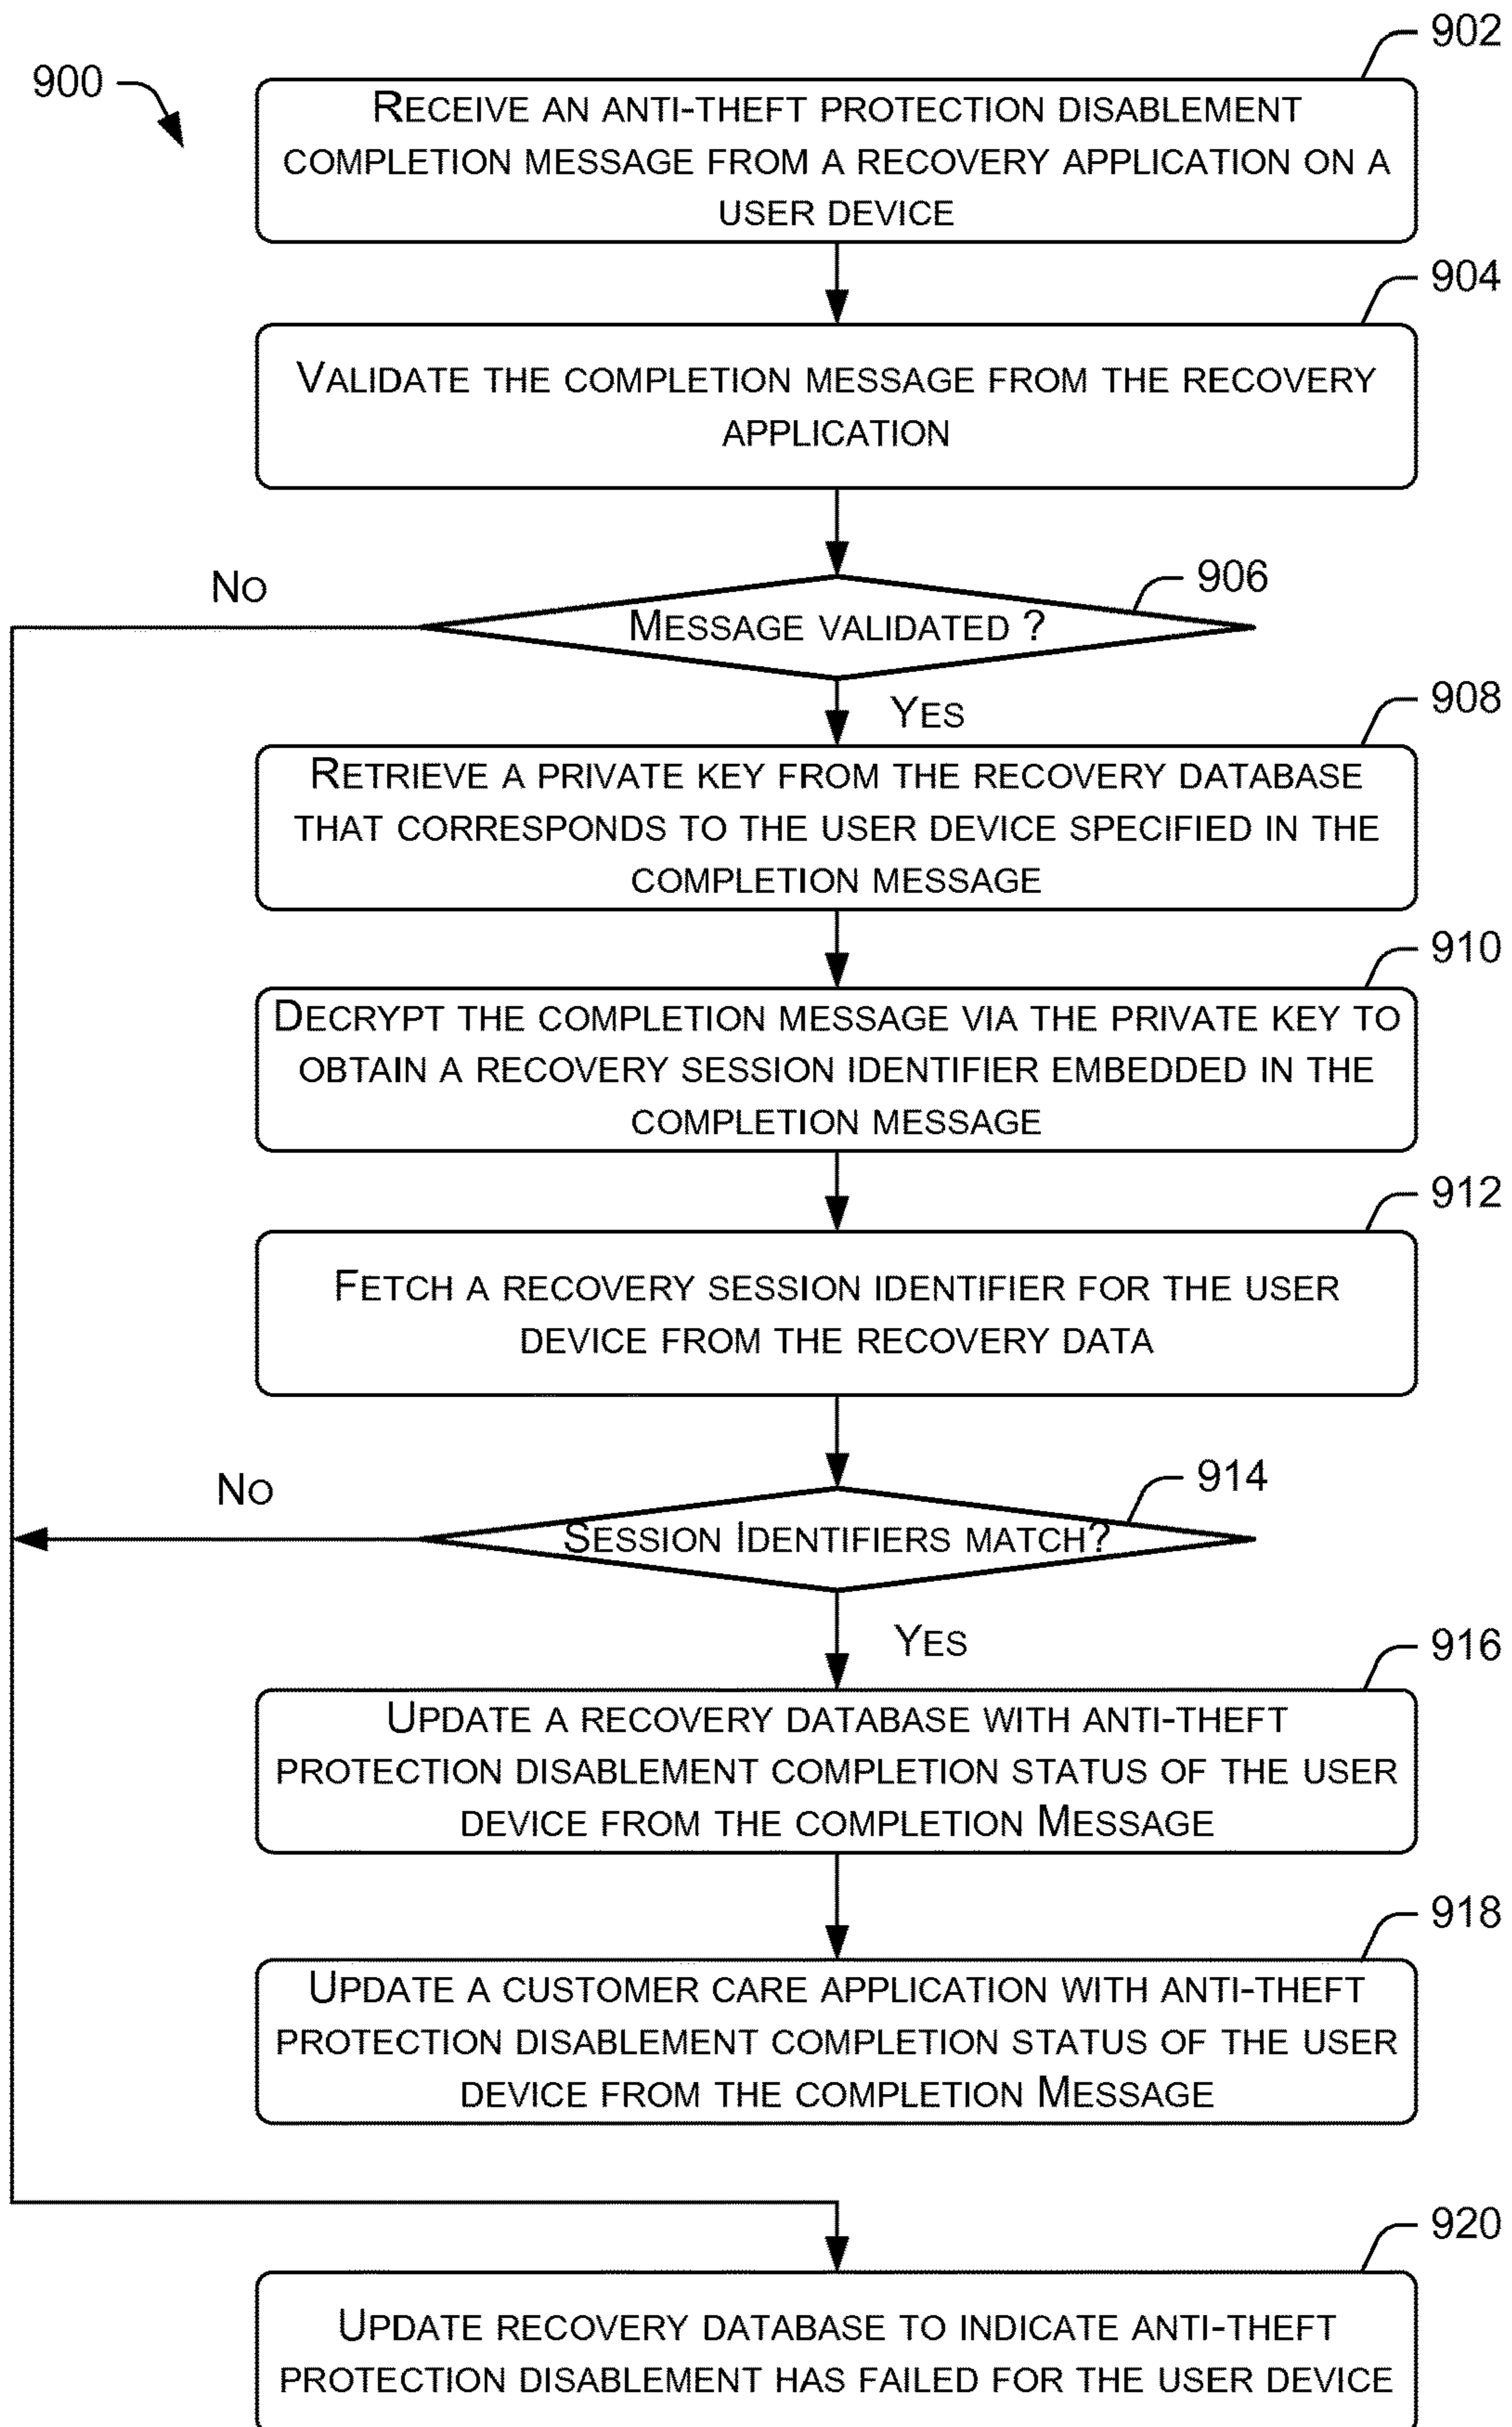 902
900
RECEIVE AN ANTI-THEFT PROTECTION DISABLEMENT
COMPLETION MESSAGE FROM A RECOVERY APPLICATION ON A
USER DEVICE
904
VALIDATE THE COMPLETION MESSAGE FROM THE RECOVERY
APPLICATION
NO
906
MESSAGE VALIDATED ?
YES
908
RETRIEVE A PRIVATE KEY FROM THE RECOVERY DATABASE
THAT CORRESPONDS TO THE USER DEVICE SPECIFIED IN THE
COMPLETION MESSAGE
910
DECRYPT THE COMPLETION MESSAGE VIA THE PRIVATE KEY TO
OBTAIN A RECOVERY SESSION IDENTIFIER EMBEDDED IN THE
COMPLETION MESSAGE
912
FETCH A RECOVERY SESSION IDENTIFIER FOR THE USER
DEVICE FROM THE RECOVERY DATA
NO
914
SESSION IDENTIFIERS MATCH?
YES
916
UPDATE A RECOVERY DATABASE WITH ANTI-THEFT
PROTECTION DISABLEMENT COMPLETION STATUS OF THE USER
DEVICE FROM THE COMPLETION MESSAGE
918
UPDATE A CUSTOMER CARE APPLICATION WITH ANTI-THEFT
PROTECTION DISABLEMENT COMPLETION STATUS OF THE USER
DEVICE FROM THE COMPLETION MESSAGE
920
UPDATE RECOVERY DATABASE TO INDICATE ANTI-THEFT
PROTECTION DISABLEMENT HAS FAILED FOR THE USER DEVICE